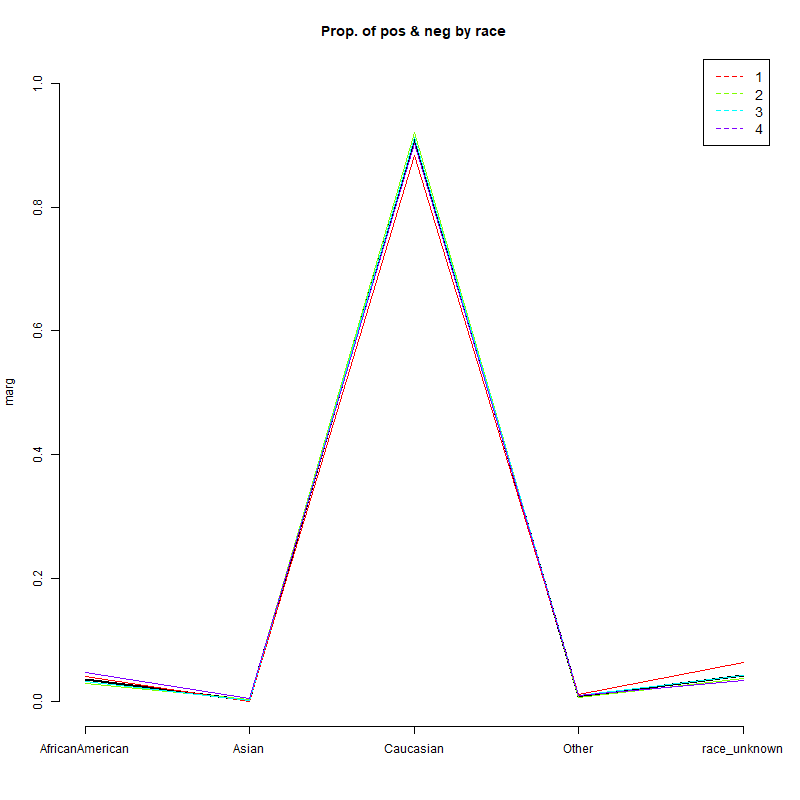 Prop. of pos & neg by race
1
2
3
4
1.0
0.8
0.6
0.4
0.2
0.0
marg
AfricanAmerican
Asian
Caucasian
Other
race_unknown